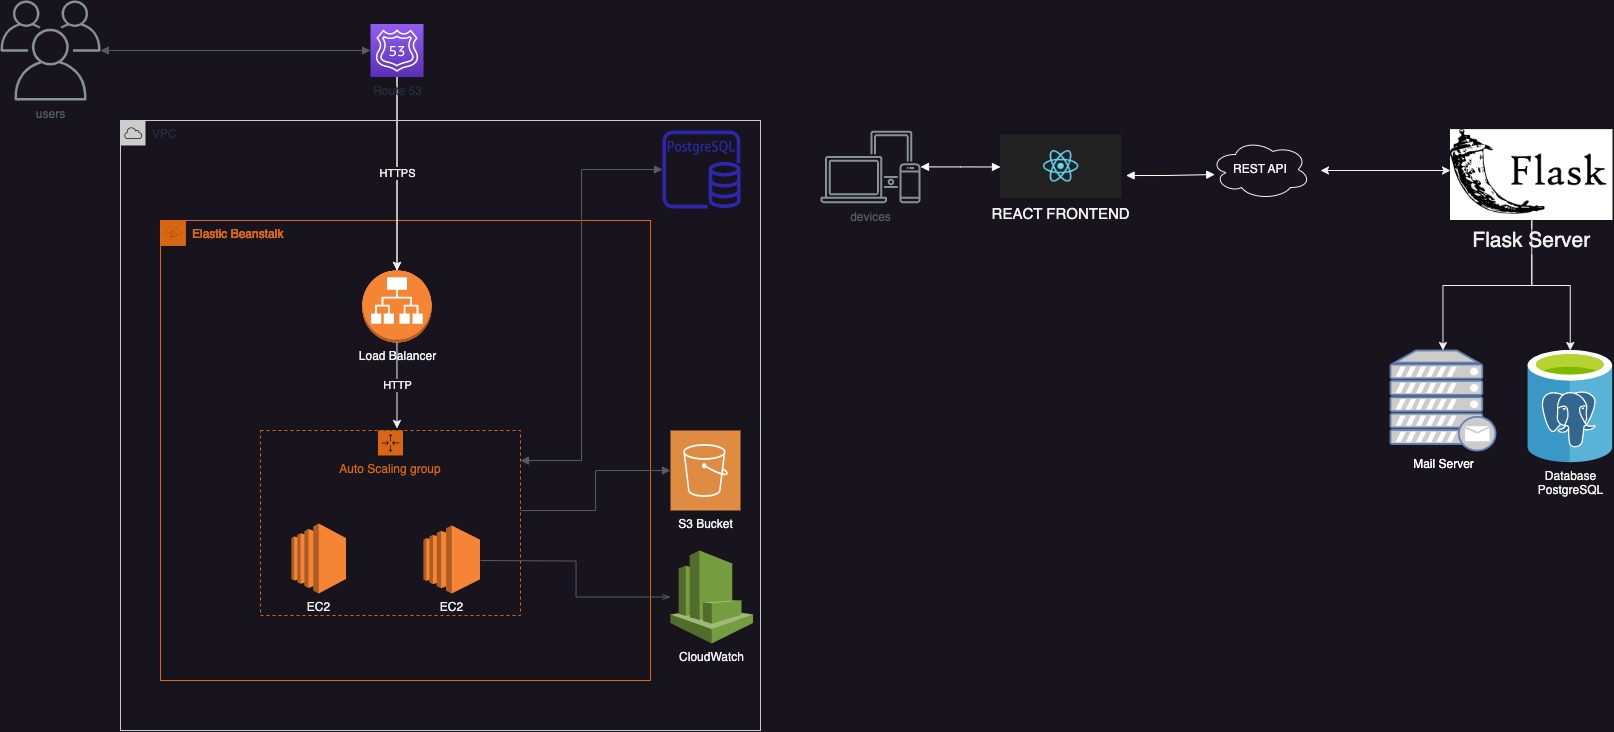 users
53
Route 53
VPC
HTTPS
PostgreSQL
Elastic Beanstalk
Load Balancer
HTTP
Auto Scaling group
EC2
EC2
S3 Bucket
CloudWatch
devices
REACT FRONTEND
REST API
Flask
Flask Server
Mail Server
Database
PostgreSQL